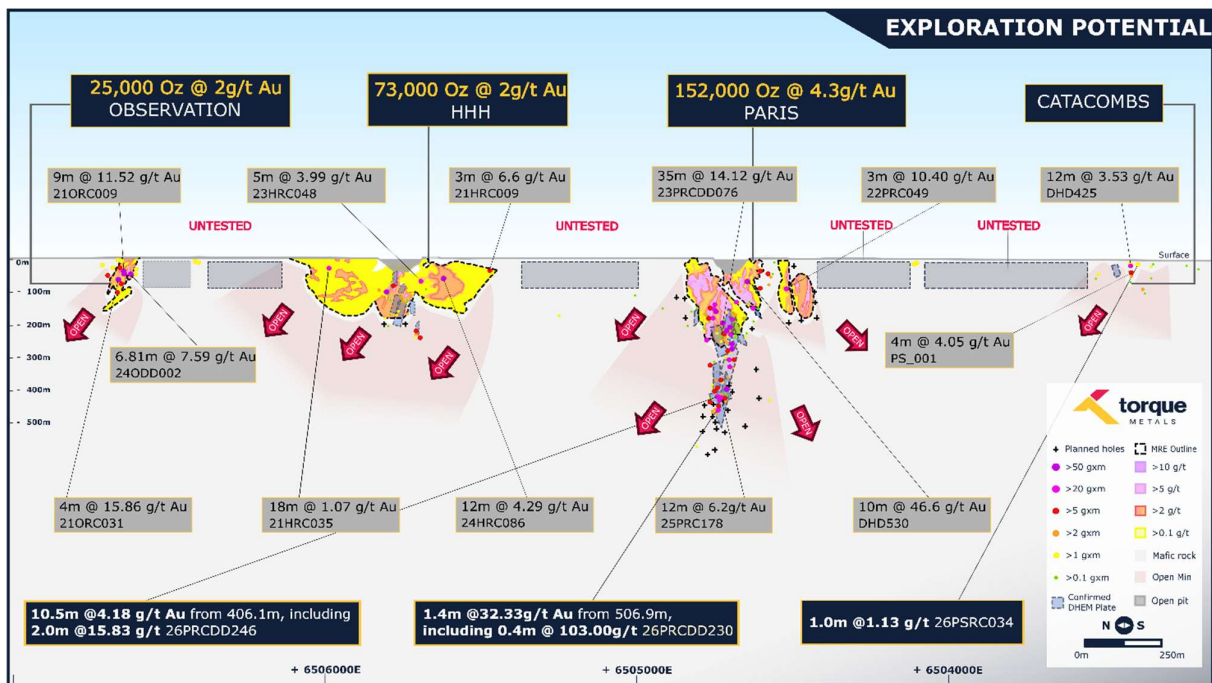 EXPLORATION POTENTIAL
25,000 Oz @ 2g/t Au
OBSERVATION
73,000 Oz @ 2g/t Au
HHH
152,000 Oz @ 4.3g/t Au
PARIS
CATACOMBS
9m @ 11.52 g/t Au
21ORC009
5m @ 3.99 g/t Au
23HRC048
3m @ 6.6 g/t Au
21HRC009
35m @ 14.12 g/t Au
23PRCDD076
3m @ 10.40 g/t Au
22PRC049
12m @ 3.53 g/t Au
DHD425
UNTESTED
UNTESTED
UNTESTED
UNTESTED
Surface
0m
100m
200m
300m
400m
500m
OPEN
OPEN
OPEN
OPEN
OPEN
OPEN
OPEN
OPEN
OPEN
6.81m @ 7.59 g/t Au
24ODD002
4m @ 4.05 g/t Au
PS_001
4m @ 15.86 g/t Au
21ORC031
18m @ 1.07 g/t Au
21HRC035
12m @ 4.29 g/t Au
24HRC086
12m @ 6.2g/t Au
25PRC178
10m @ 46.6 g/t Au
DHD530
10.5m @4.18 g/t Au from 406.1m, including
2.0m @15.83 g/t 26PRCDD246
1.4m @32.33g/t Au from 506.9m,
including 0.4m @ 103.00g/t 26PRCDD230
1.0m @1.13 g/t 26PSRC034
torque
METALS
Planned holes
MRE Outline
>50 gxm
>10 g/t
>20 gxm
>5 g/t
>5 gxm
>2 g/t
>2 gxm
>0.1 g/t
>1 gxm
Mafic rock
>0.1 gxm
Open Min
Confirmed
DHEM Plate
Open pit
N S
0m 250m
+ 6506000E
+ 6505000E
+ 6504000E